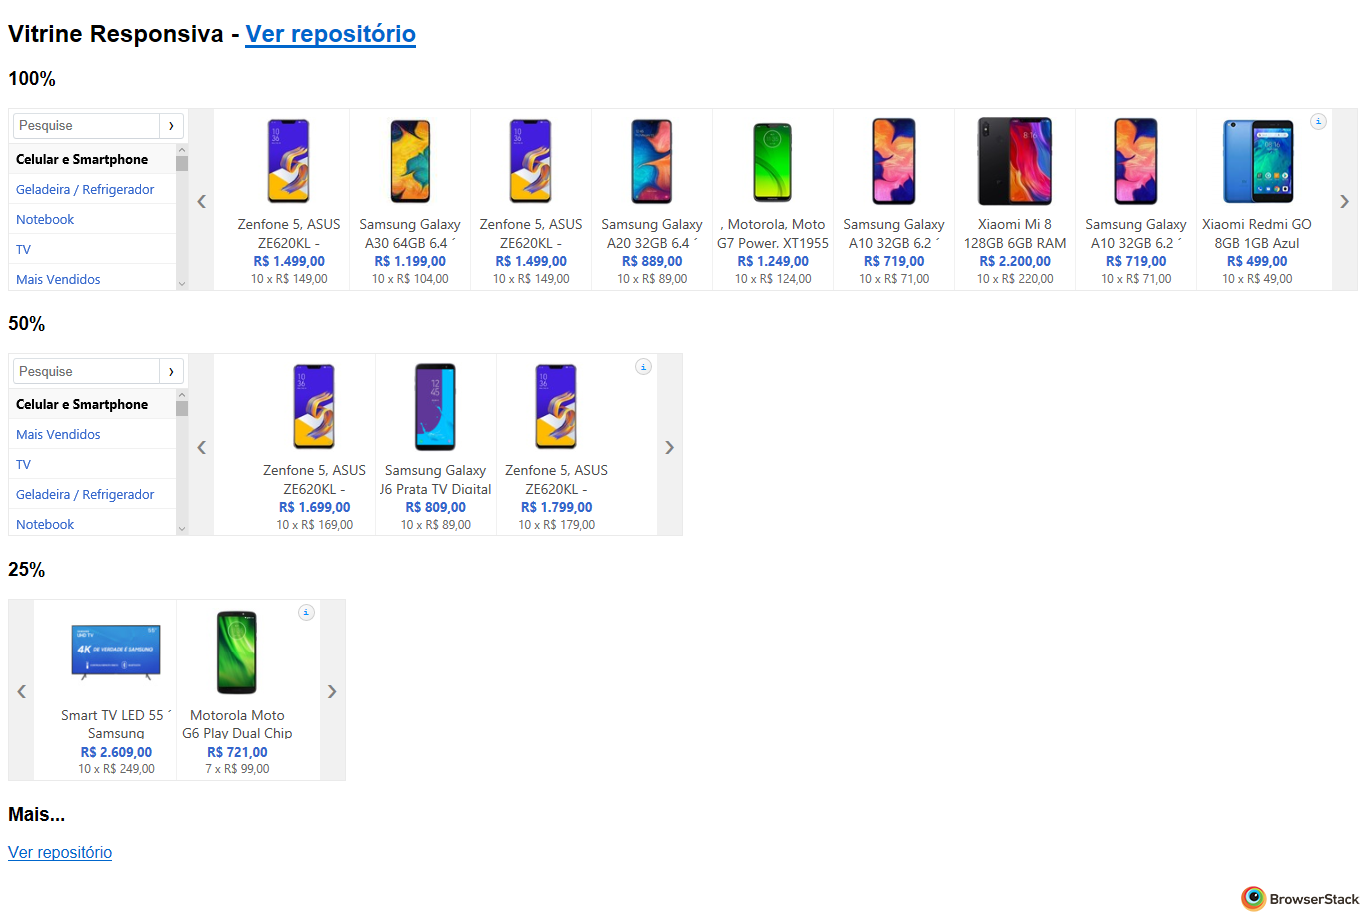 Vitrine Responsiva - Ver repositório
100%
Pesquise
Celular e Smartphone
Geladeira / Refrigerador
Notebook
TV
Mais Vendidos
Zenfone 5, ASUS
ZE620KL -
R$ 1.499,00
10 x R$ 149,00
Samsung Galaxy
A30 64GB 6.4 ´
R$ 1.199,00
10 x R$ 104,00
Zenfone 5, ASUS
ZE620KL -
R$ 1.499,00
10 x R$ 149,00
Samsung Galaxy
A20 32GB 6.4 ´
R$ 889,00
10 x R$ 89,00
, Motorola, Moto
G7 Power, XT1955
R$ 1.249,00
10 x R$ 124,00
Samsung Galaxy
A10 32GB 6.2 ´
R$ 719,00
10 x R$ 71,00
Xiaomi Mi 8
128GB 6GB RAM
R$ 2.200,00
10 x R$ 220,00
Samsung Galaxy
A10 32GB 6.2 ´
R$ 719,00
10 x R$ 71,00
Xiaomi Redmi GO
8GB 1GB Azul
R$ 499,00
10 x R$ 49,00
50%
Pesquise
Celular e Smartphone
Mais Vendidos
TV
Geladeira / Refrigerador
Notebook
Zenfone 5, ASUS
ZE620KL -
R$ 1.699,00
10 x R$ 169,00
Samsung Galaxy
J6 Prata TV Digital
R$ 809,00
10 x R$ 89,00
Zenfone 5, ASUS
ZE620KL -
R$ 1.799,00
10 x R$ 179,00
25%
4K DE VERDADE É SAMSUNG
Smart TV LED 55 ´
Samsung
R$ 2.609,00
10 x R$ 249,00
Motorola Moto
G6 Play Dual Chip
R$ 721,00
7 x R$ 99,00
Mais...
Ver repositório
BrowserStack